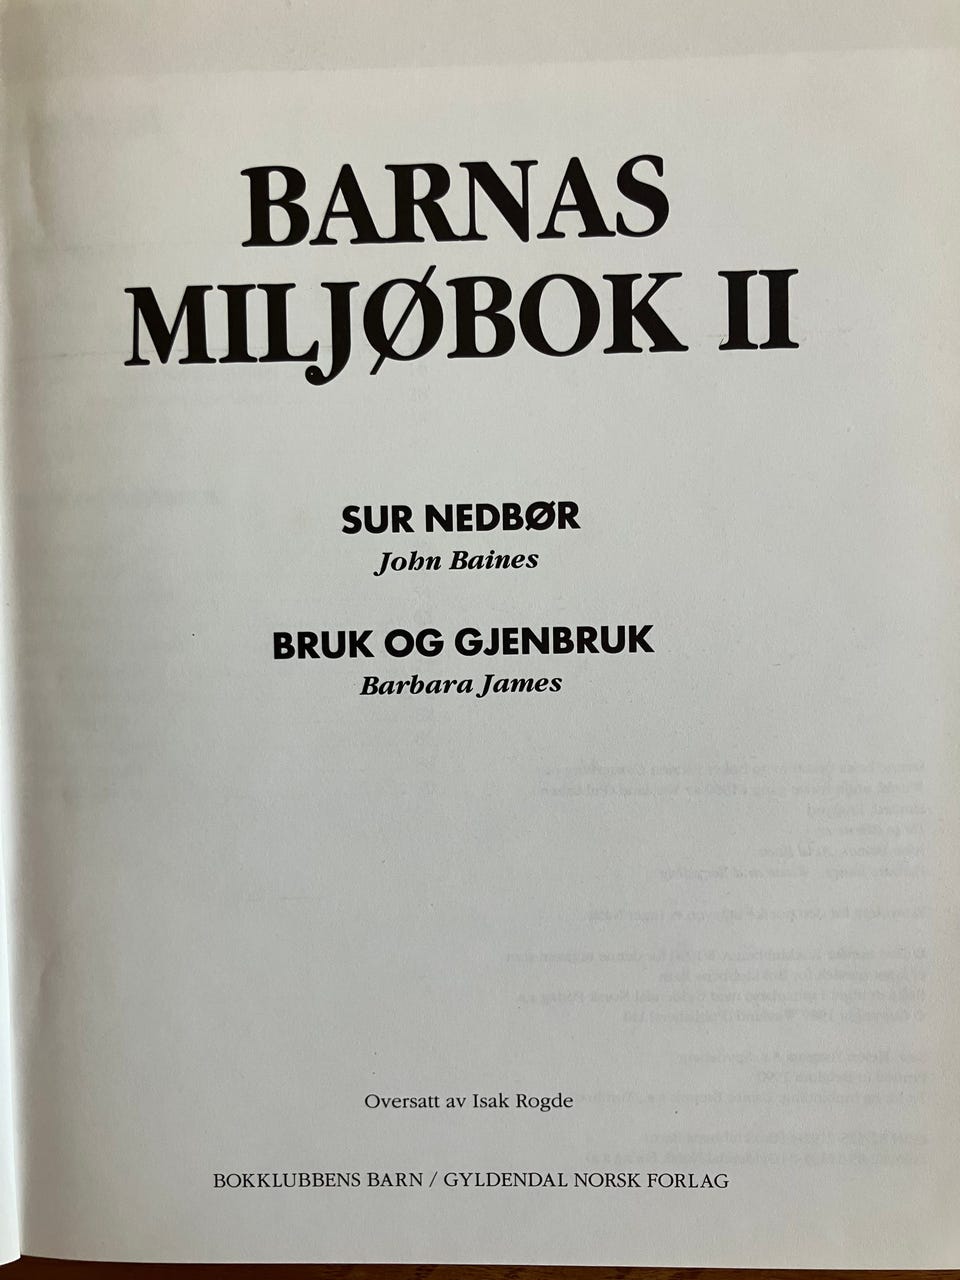 BARNAS
MILJØBOK II
SUR NEDBØR
John Baines
BRUK OG GJENBRUK
Barbara James
Oversatt av Isak Rogde
BOKKLUBBENS BARN / GYLDENDAL NORSK FORLAG